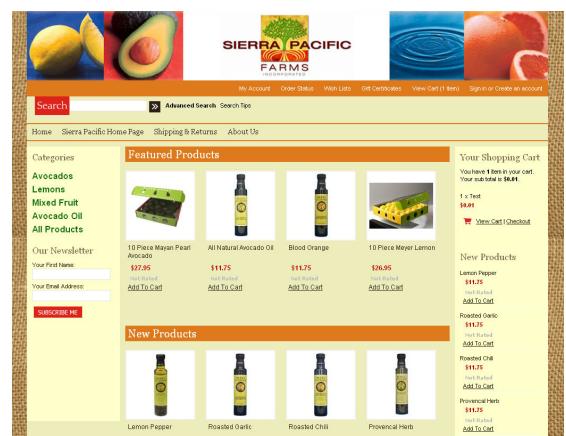 SIERRA PACIFIC
FARMS
INCORPORATED
My Account Order Status Wish Lists Gift Certificates View Cart (1 item) Sign in or Create an account
Search Advanced Search Search Tips
Home Sierra Pacific Home Page Shipping & Returns About Us
Categories
Avocados
Lemons
Mixed Fruit
Avocado Oil
All Products
Our Newsletter
Your First Name:
Your Email Address:
SUBSCRIBE ME
Featured Products
10 Piece Mayan Pearl
Avocado
$27.95
Not Rated
Add To Cart
All Natural Avocado Oil
$11.75
Not Rated
Add To Cart
Blood Orange
$11.75
Not Rated
Add To Cart
10 Piece Meyer Lemon
$26.95
Not Rated
Add To Cart
New Products
Lemon Pepper
Roasted Garlic
Roasted Chili
Provencal Herb
Your Shopping Cart
You have 1 item in your cart.
Your sub total is $0.01.
1 x Test
$0.01
View Cart | Checkout
New Products
Lemon Pepper
$11.75
Not Rated
Add To Cart
Roasted Garlic
$11.75
Not Rated
Add To Cart
Roasted Chili
$11.75
Not Rated
Add To Cart
Provencal Herb
$11.75
Not Rated
Add To Cart